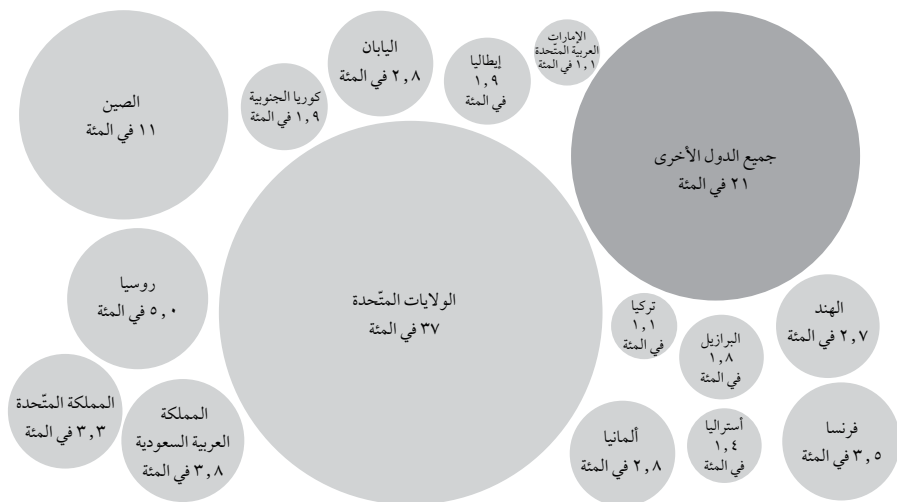 الصين
١١ في المئة
كوريا الجنوبية
١,٩ في المئة
اليابان
٢,٨ في المئة
إيطاليا
١,٩
في المئة
الإمارات
العربية المتّحدة
١,١ في المئة
جميع الدول الأخرى
٢١ في المئة
روسيا
٥,٠ في المئة
الولايات المتّحدة
٣٧ في المئة
تركيا
١,١
في المئة
البرازيل
١,٨
في المئة
الهند
٢,٧ في المئة
المملكة المتّحدة
٣,٣ في المئة
المملكة
العربية السعودية
٣,٨ في المئة
ألمانيا
٢,٨ في المئة
أستراليا
١,٤
في المئة
فرنسا
٣,٥ في المئة